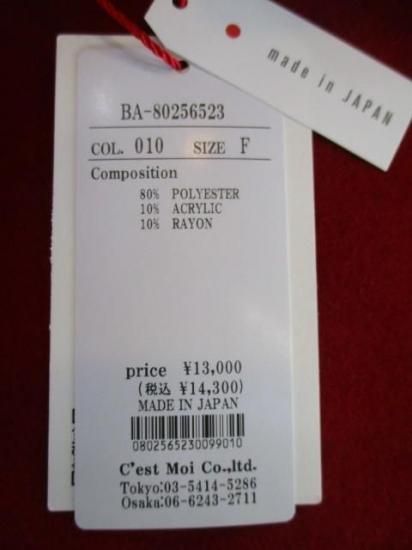 made in JAPAN
BA-80256523
COL. 010 SIZE F
Composition
80% POLYESTER
10% ACRYLIC
10% RAYON
price ¥13,000
(税込 ¥14,300)
MADE IN JAPAN
0802565230099010
C'est Moi Co.,ltd.
Tokyo:03-5414-5286
Osaka:06-6243-2711